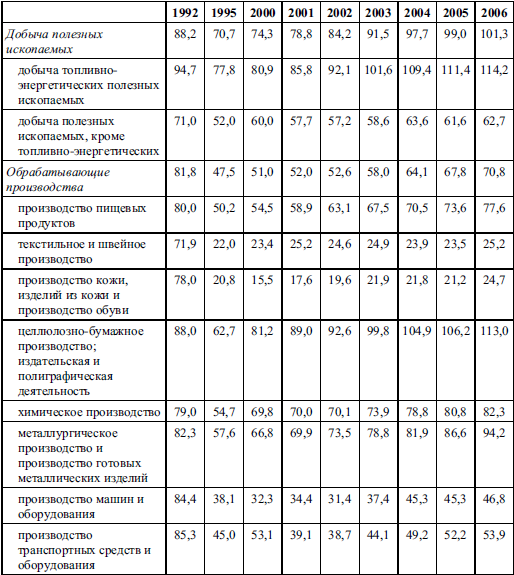 1992 1995 2000 2001 2002 2003 2004 2005 2006
Добыча полезных 88,2 70,7 74,3 78,8 84,2 91,5 97,7 99,0 101,3
ископаемых
добыча топливно- 94,7 77,8 80,9 85,8 92,1 101,6 109,4 111,4 114,2
энергетических полезных
ископаемых
добыча полезных 71,0 52,0 60,0 57,7 57,2 58,6 63,6 61,6 62,7
ископаемых, кроме
топливно-энергетических
Обрабатывающие 81,8 47,5 51,0 52,0 52,6 58,0 64,1 67,8 70,8
производства
производство пищевых 80,0 50,2 54,5 58,9 63,1 67,5 70,5 73,6 77,6
продуктов
текстильное и швейное 71,9 22,0 23,4 25,2 24,6 24,9 23,9 23,5 25,2
производство
производство кожи, 78,0 20,8 15,5 17,6 19,6 21,9 21,8 21,2 24,7
изделий из кожи и
производство обуви
целлюлозно-бумажное 88,0 62,7 81,2 89,0 92,6 99,8 104,9 106,2 113,0
производство;
издательская и
полиграфическая
деятельность
химическое производство 79,0 54,7 69,8 70,0 70,1 73,9 78,8 80,8 82,3
металлургическое 82,3 57,6 66,8 69,9 73,5 78,8 81,9 86,6 94,2
производство и
производство готовых
металлических изделий
производство машин и 84,4 38,1 32,3 34,4 31,4 37,4 45,3 45,3 46,8
оборудования
производство 85,3 45,0 53,1 39,1 38,7 44,1 49,2 52,2 53,9
транспортных средств и
оборудования